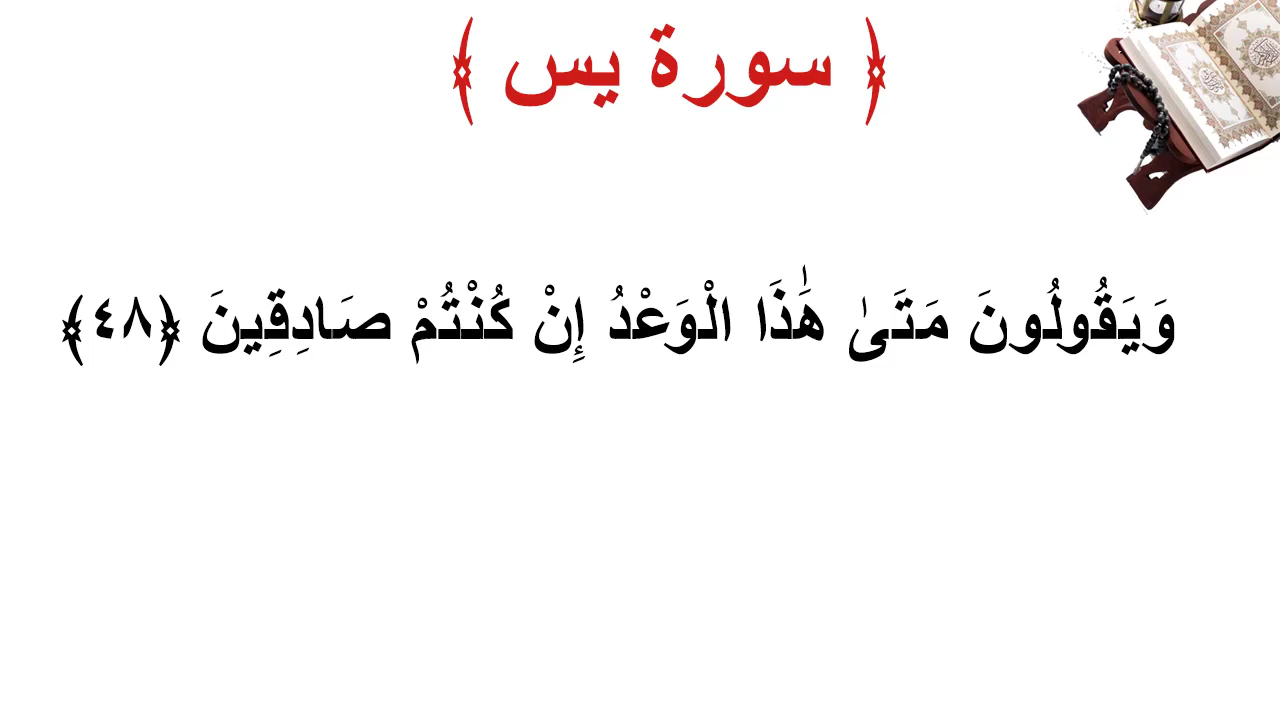 ﴿ سورة يس ﴾
وَيَقُولُونَ مَتَىٰ هَٰذَا الْوَعْدُ إِنْ كُنْتُمْ صَادِقِينَ ﴿٤٨﴾